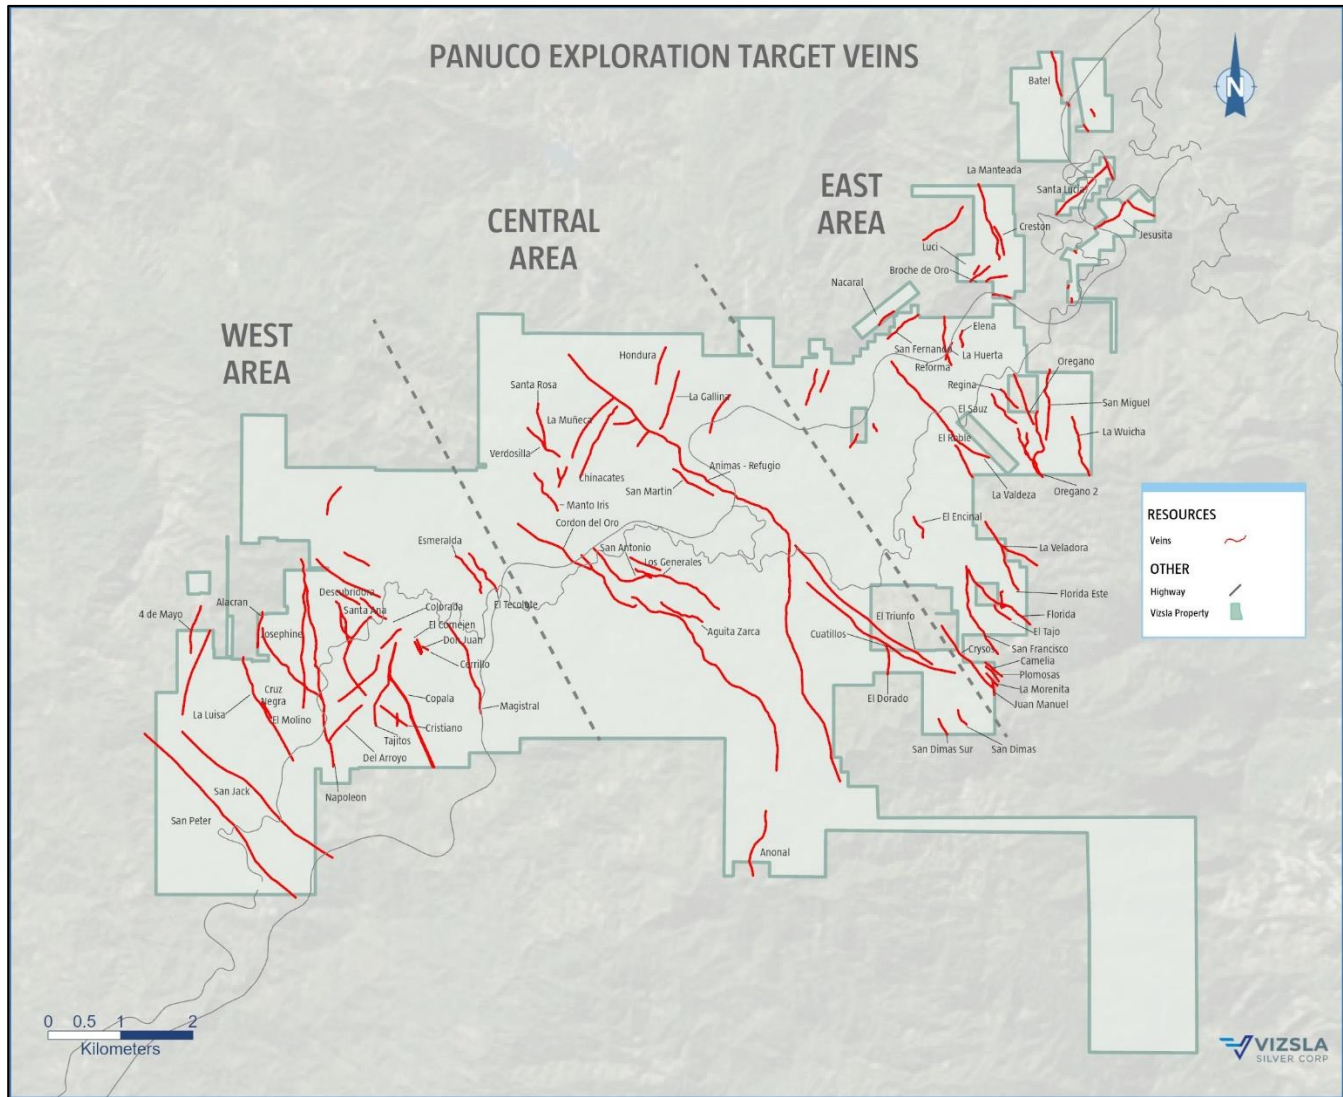 PANUCO EXPLORATION TARGET VEINS
N
Batel
La Manteada
EAST
AREA
Santa Lucia
CENTRAL
AREA
Creston
Jesusita
Luci
Broche de Oro
Nacaral
WEST
AREA
Elena
San Fernando
La Huerta
Reforma
Hondura
Oregano
Regina
Santa Rosa
La Gallina
San Miguel
El Sauz
La Muñeca
La Wuicha
El Roble
Verdosilla
Animas - Refugio
Chinacates
San Martin
La Valdeza
Oregano 2
Manto Iris
Cordon del Oro
El Encinal
RESOURCES
Veins
OTHER
Highway
Vizsla Property
Esmeralda
San Antonio
La Veladora
Los Generales
Descubridora
Florida Este
Alacran
Santa Ana
Colorada
El Tecolote
4 de Mayo
El Triunfo
Florida
El Comejen
Josephine
Aguita Zarca
Cuatillos
El Tajo
Don Juan
Crysos
San Francisco
Cerrillo
Camelia
Plomosas
Cruz
Negra
Copala
El Dorado
La Morenita
Magistral
Juan Manuel
La Luisa
El Molino
Cristiano
Tajitos
San Dimas Sur
San Dimas
Del Arroyo
San Jack
Napoleon
San Peter
Anonal
0 0.5 1 2
Kilometers
VIZSLA
SILVER CORP